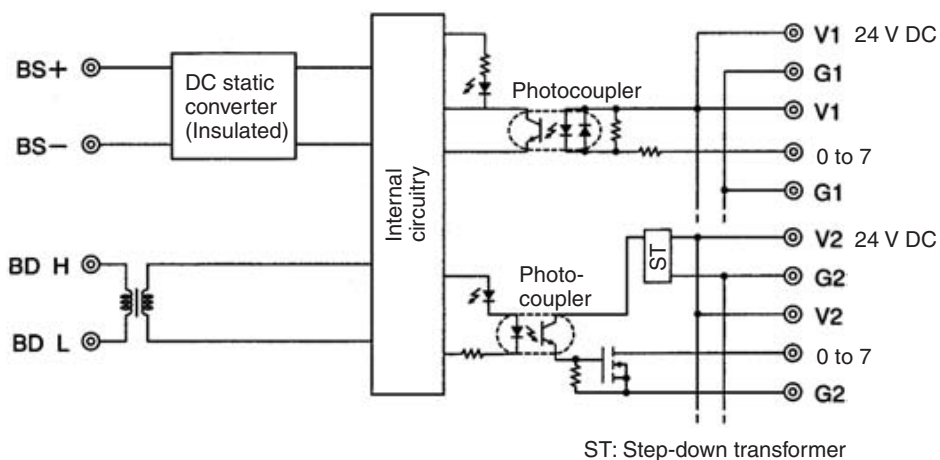 BS+
BS−
BD H
BD L
DC static
converter
(Insulated)
Internal
circuitry
Photocoupler
Photo-
coupler
ST
V1 24 V DC
G1
V1
0 to 7
G1
V2 24 V DC
G2
V2
0 to 7
G2
ST: Step-down transformer